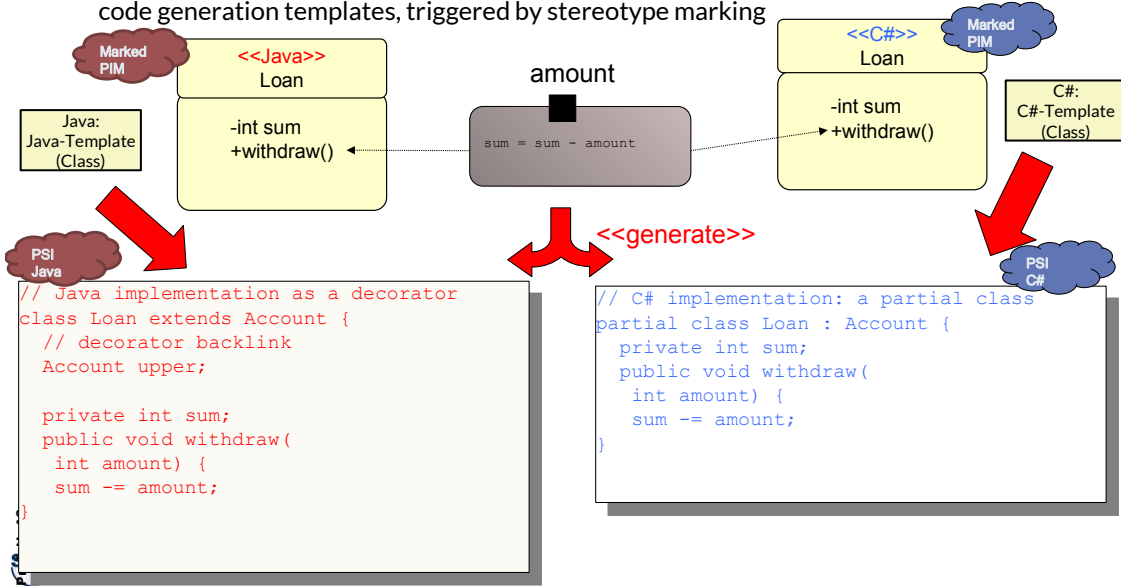 code generation templates, triggered by stereotype marking
Marked
PIM
<<Java>>
Loan
-int sum
+withdraw()
Java:
Java-Template
(Class)
amount
sum = sum - amount
<<C#>>
Loan
-int sum
+withdraw()
Marked
PIM
C#:
C#-Template
(Class)
<<generate>>
PSI
Java
// Java implementation as a decorator
class Loan extends Account {
// decorator backlink
Account upper;
private int sum;
public void withdraw(
int amount) {
sum -= amount;
}
PSI
C#
// C# implementation: a partial class
partial class Loan : Account {
private int sum;
public void withdraw(
int amount) {
sum -= amount;
}